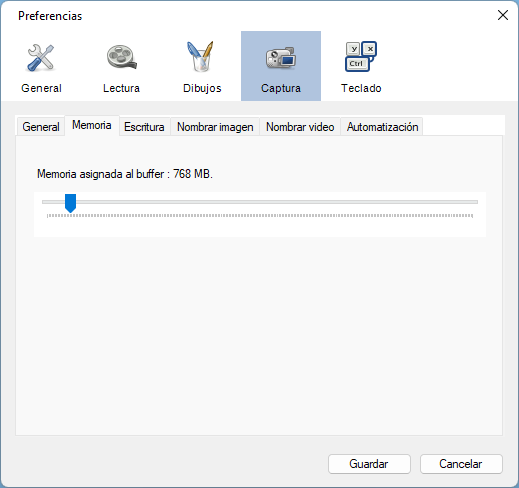 Preferencias
General Lectura Dibujos Captura y x Ctrl Teclado
General Memoria Escritura Nombrar imagen Nombrar video Automatización
Memoria asignada al buffer : 768 MB.
Guardar Cancelar